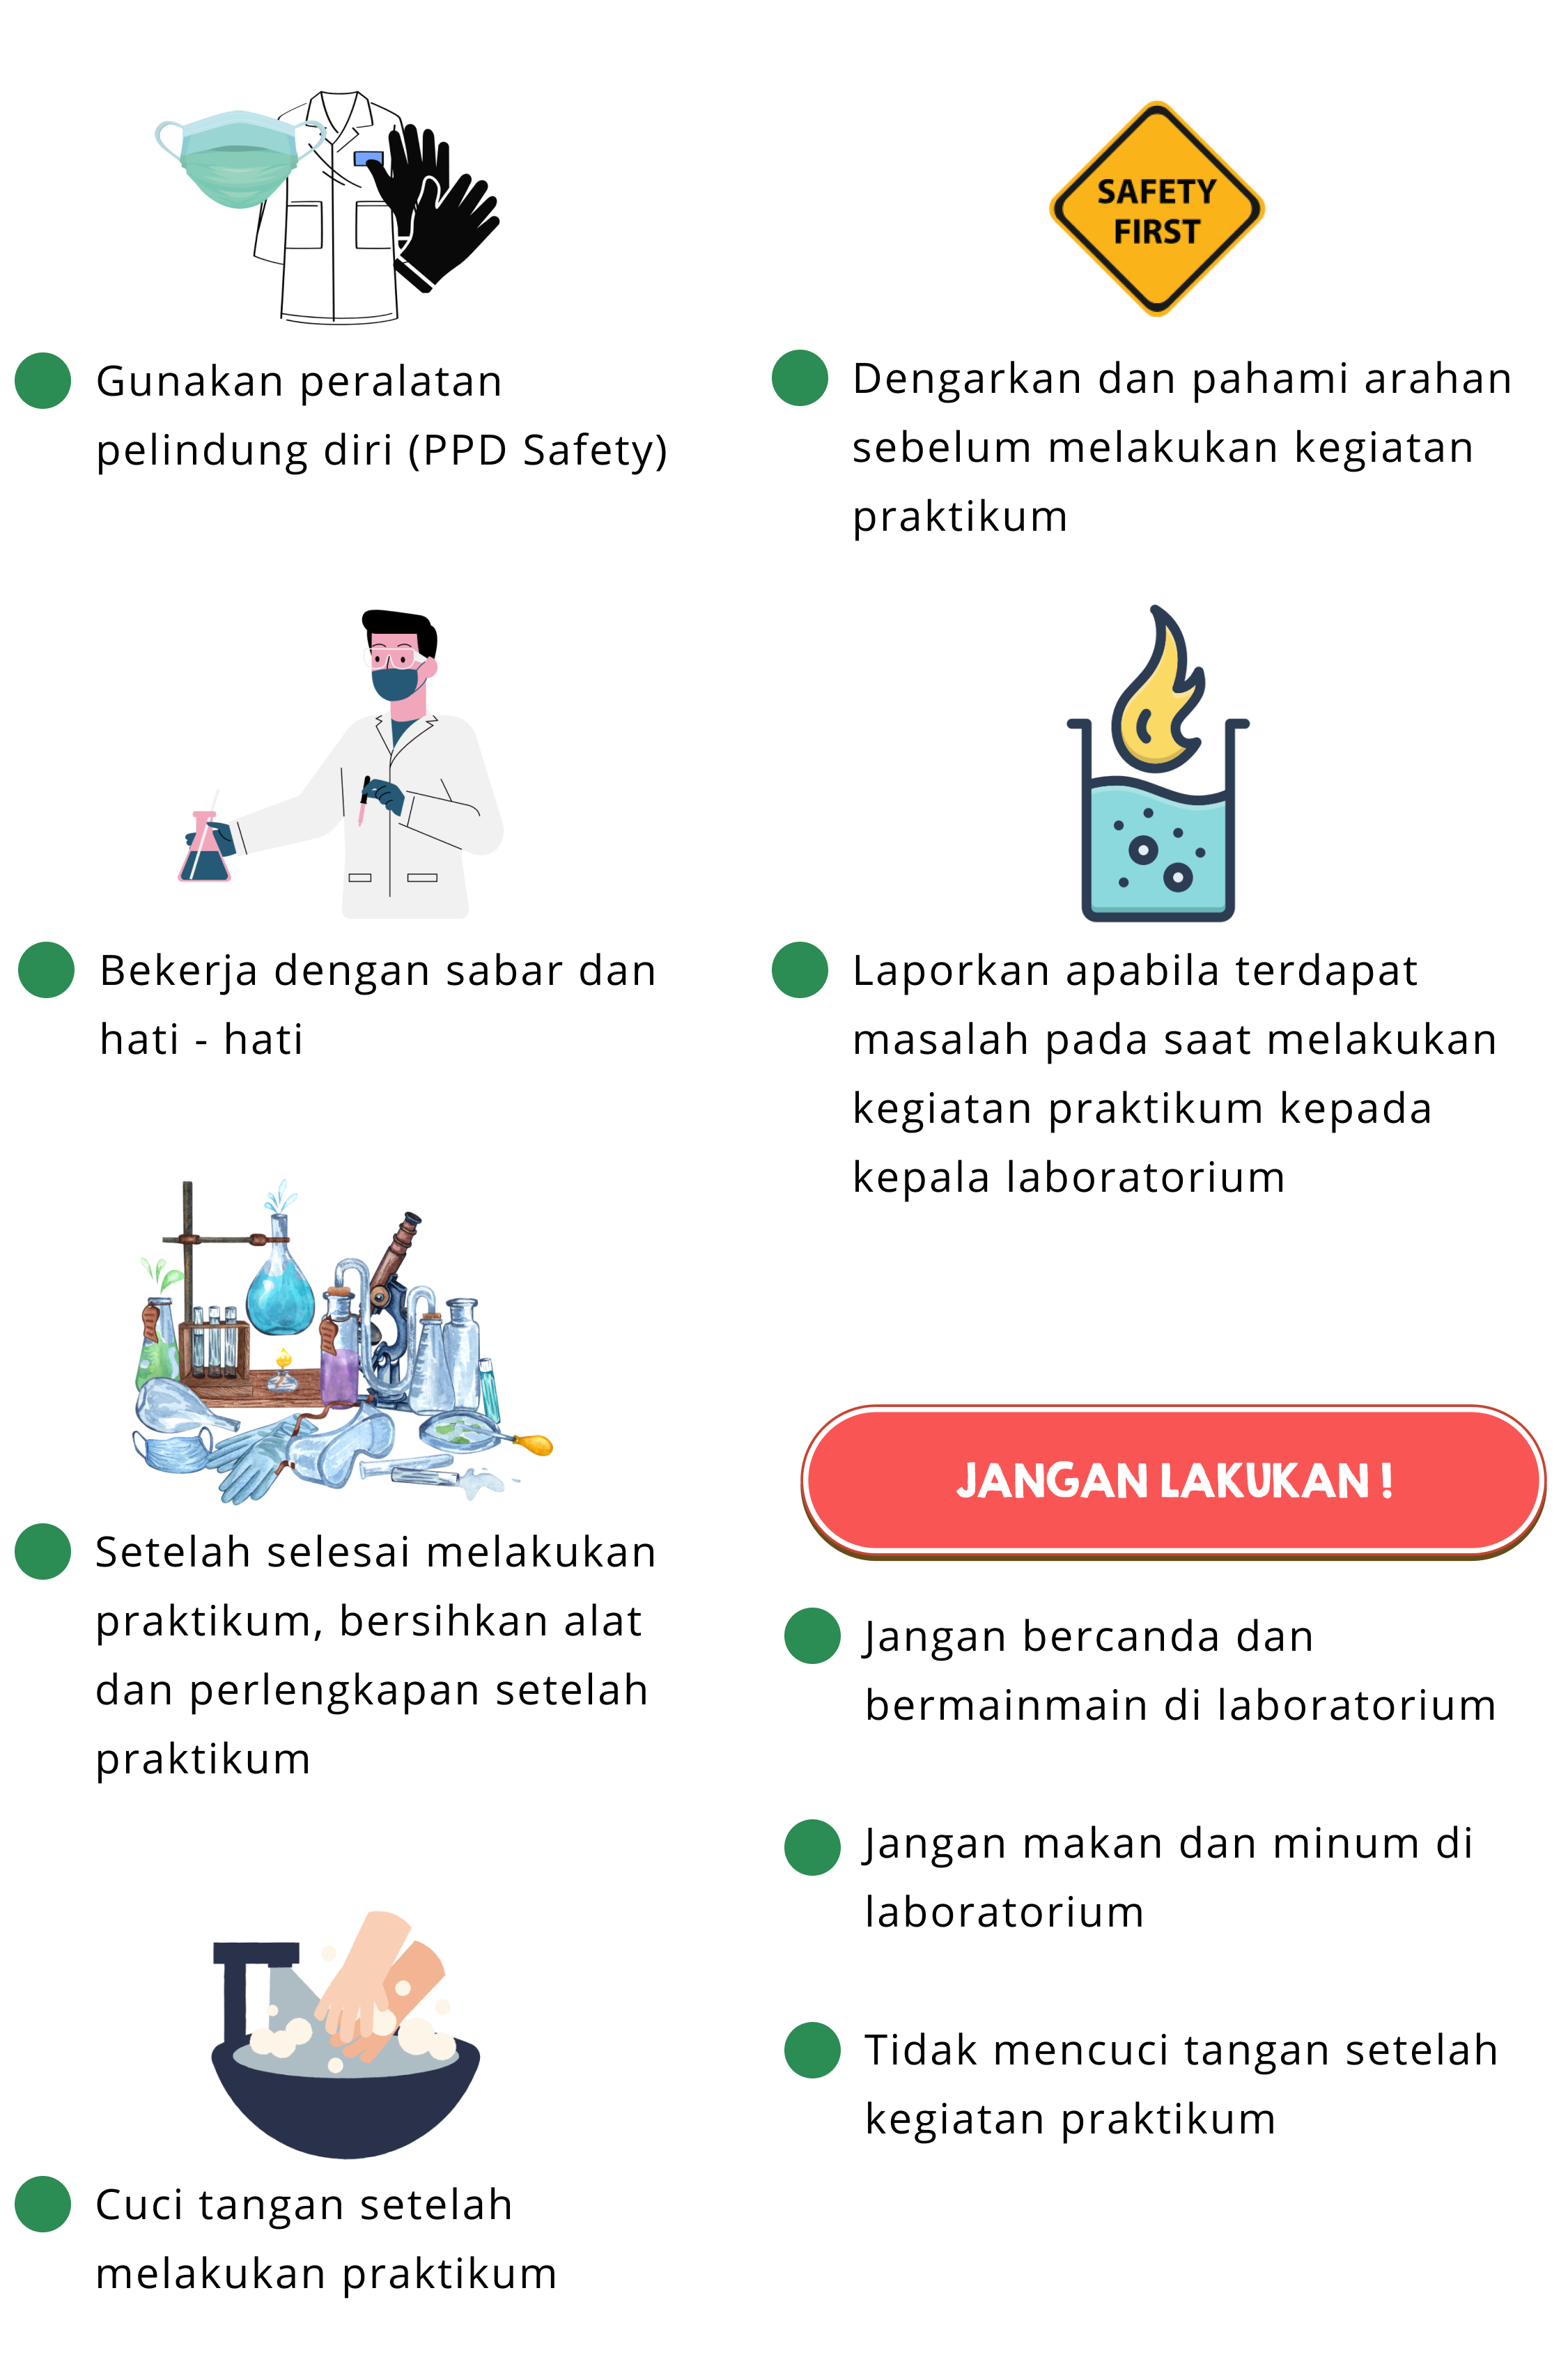 Gunakan peralatan
pelindung diri (PPD Safety)
Bekerja dengan sabar dan
hati - hati
Setelah selesai melakukan
praktikum, bersihkan alat
dan perlengkapan setelah
praktikum
Cuci tangan setelah
melakukan praktikum
SAFETY
FIRST
Dengarkan dan pahami arahan
sebelum melakukan kegiatan
praktikum
Laporkan apabila terdapat
masalah pada saat melakukan
kegiatan praktikum kepada
kepala laboratorium
JANGAN LAKUKAN !
Jangan bercanda dan
bermainmain di laboratorium
Jangan makan dan minum di
laboratorium
Tidak mencuci tangan setelah
kegiatan praktikum